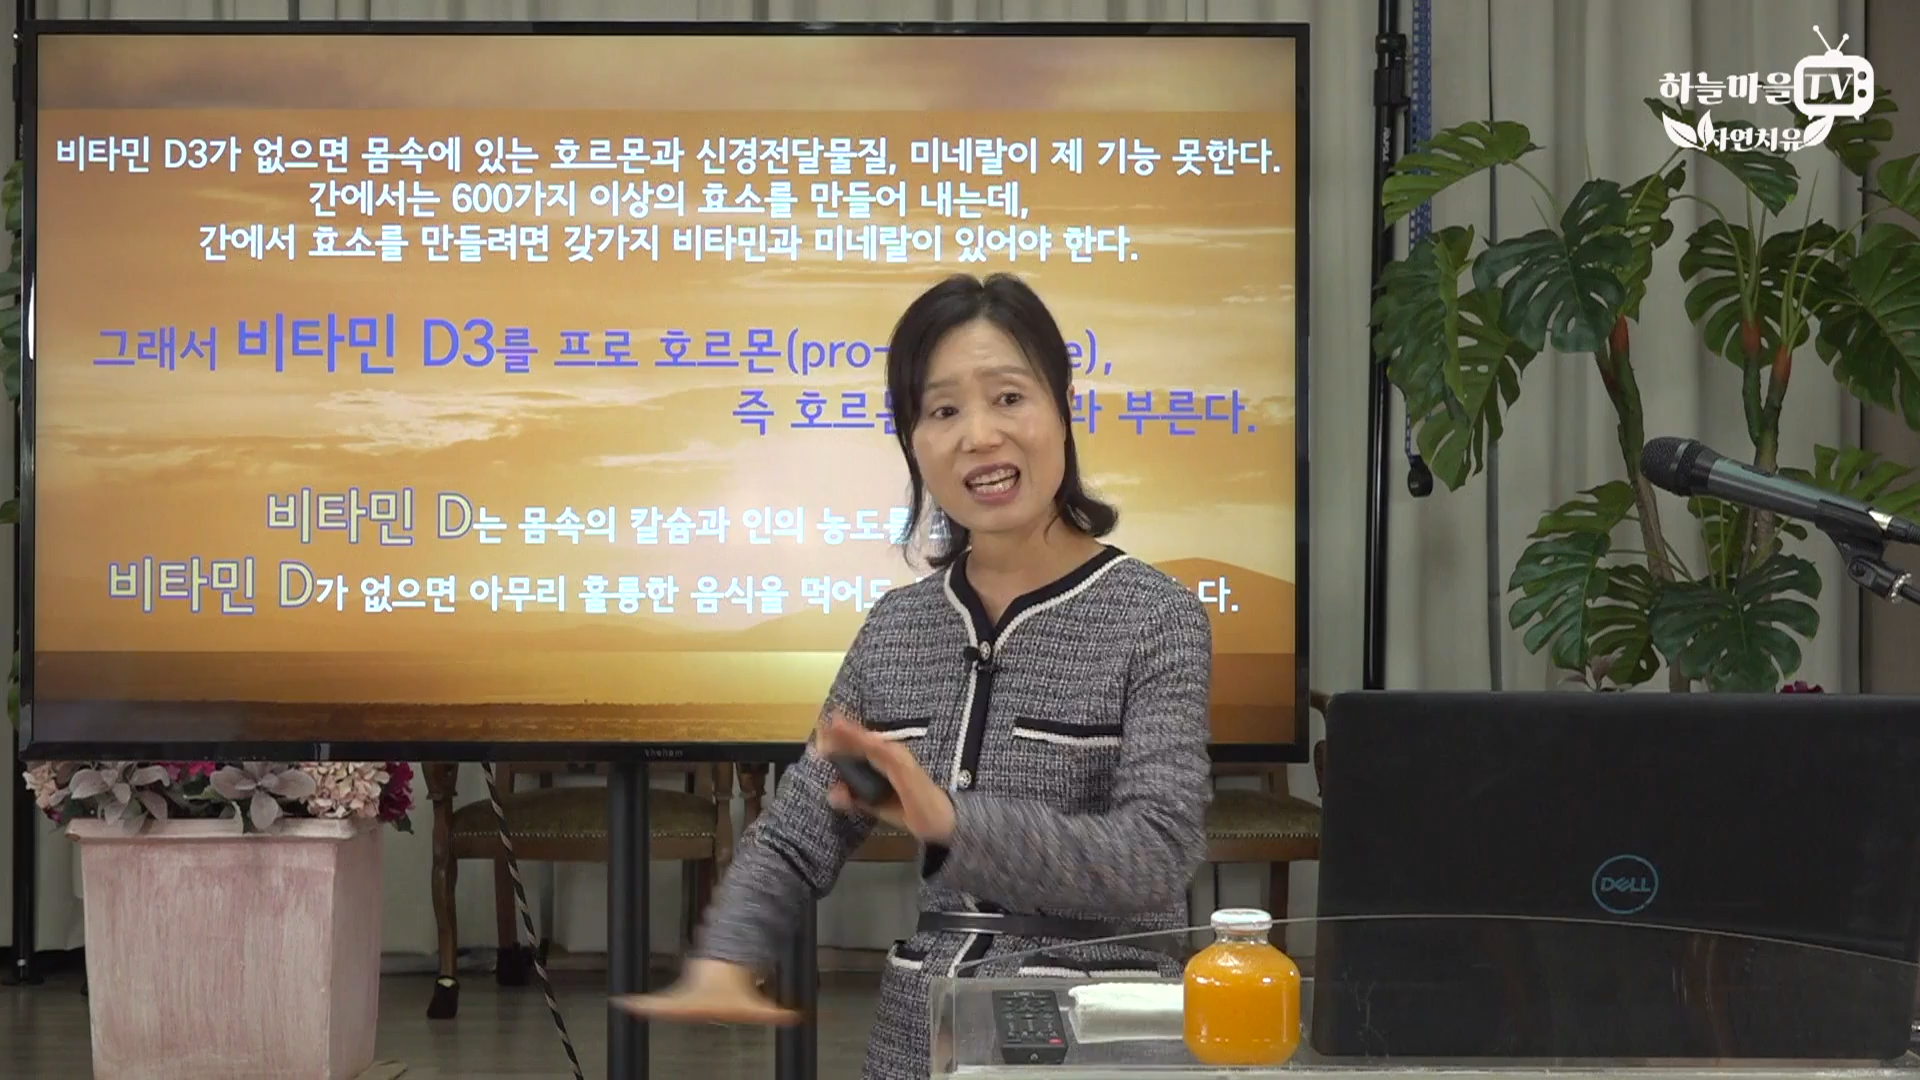 하늘마을TV
자연치유
비타민 D3가 없으면 몸속에 있는 호르몬과 신경전달물질, 미네랄이 제 기능 못한다.
간에서는 600가지 이상의 효소를 만들어 내는데,
간에서 효소를 만들려면 갖가지 비타민과 미네랄이 있어야 한다.
그래서 비타민 D3를 프로 호르몬(pro- e),
즉 호르 부른다.
비타민 D는 몸속의 칼슘과 인의 농도를
비타민 D가 없으면 아무리 훌륭한 음식을 먹어도 다.
DELL